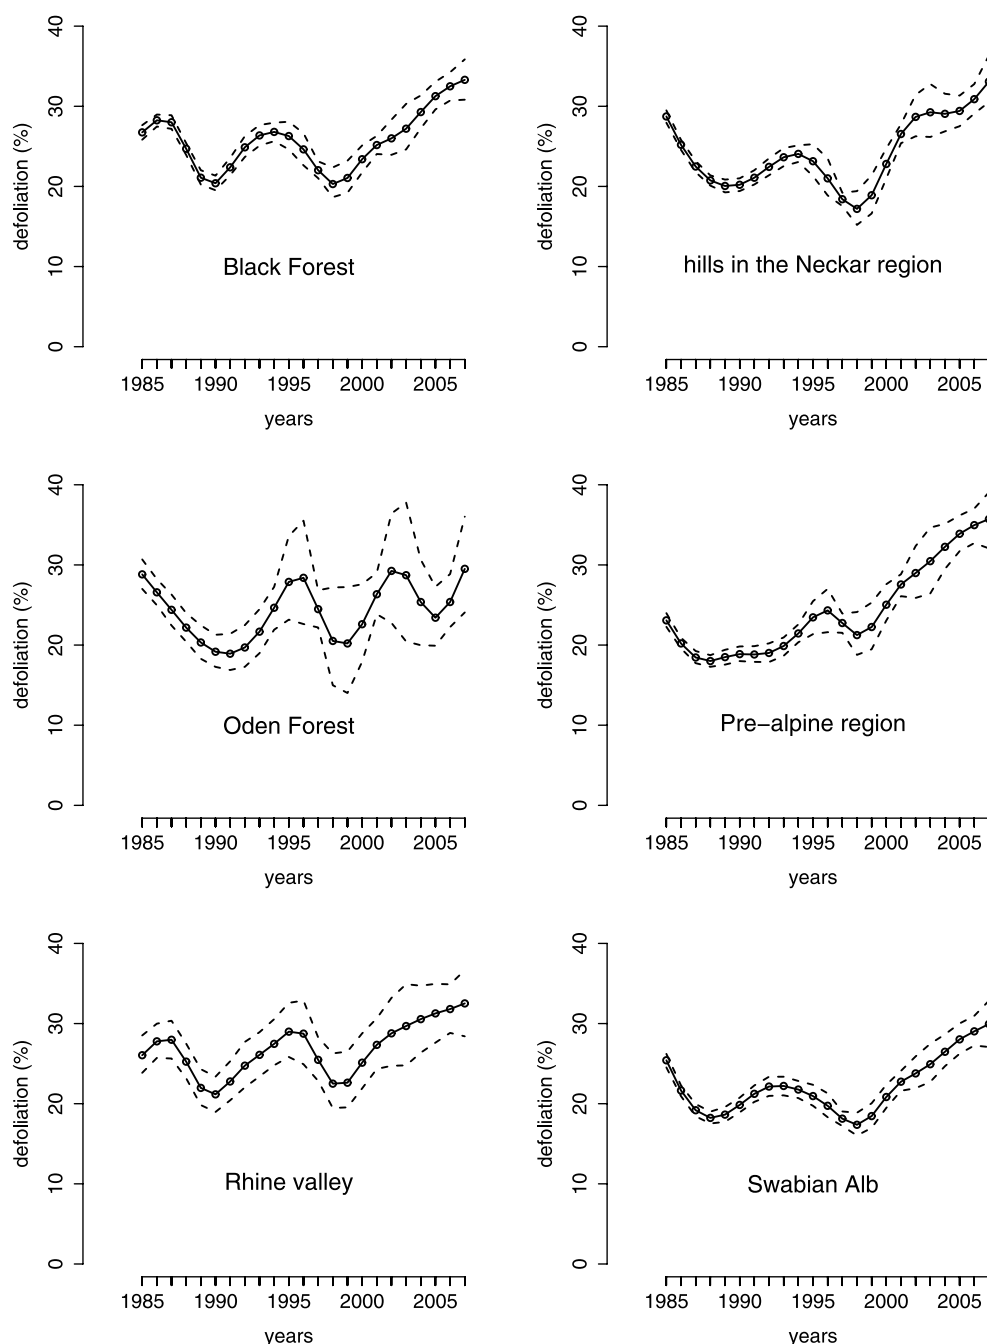 40
30
20
10
0
defoliation (%)
Black Forest
1985 1990 1995 2000 2005
years
40
30
20
10
0
defoliation (%)
hills in the Neckar region
1985 1990 1995 2000 2005
years
40
30
20
10
0
defoliation (%)
Oden Forest
1985 1990 1995 2000 2005
years
40
30
20
10
0
defoliation (%)
Pre−alpine region
1985 1990 1995 2000 2005
years
40
30
20
10
0
defoliation (%)
Rhine valley
1985 1990 1995 2000 2005
years
40
30
20
10
0
defoliation (%)
Swabian Alb
1985 1990 1995 2000 2005
years